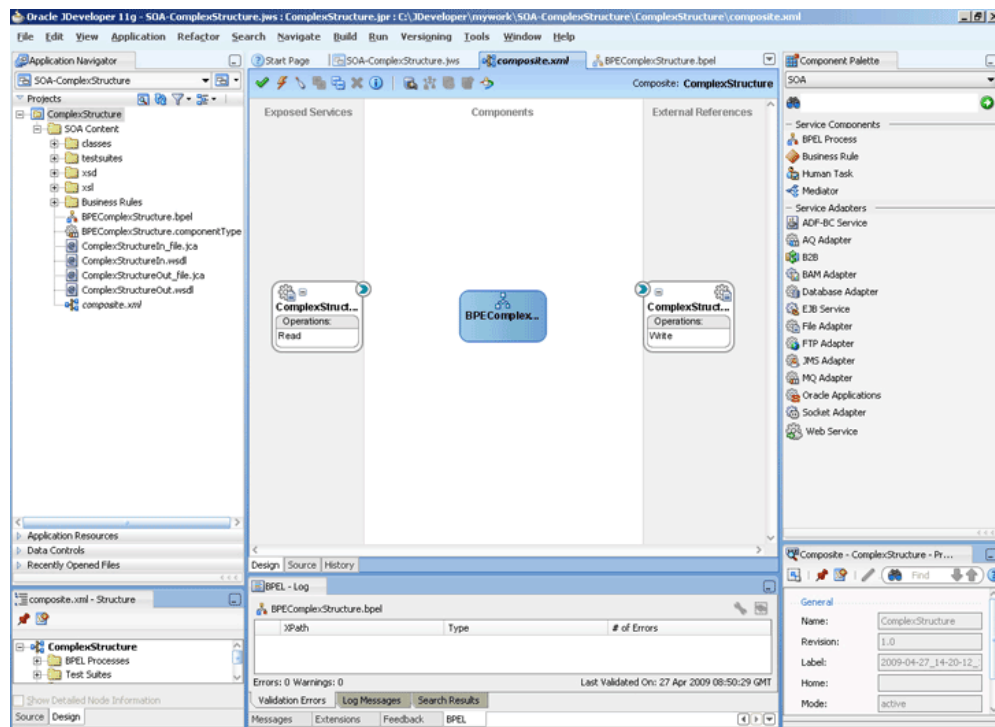 Oracle JDeveloper 11g - SOA-ComplexStructure.jws : ComplexStructure.jpr : C:\JDeveloper\mywork\SOA-ComplexStructure\ComplexStructure\composite.xml
File Edit View Application Refactor Search Navigate Build Run Versioning Tools Window Help
Application Navigator
SOA-ComplexStructure
Projects
ComplexStructure
SOA Content
classes
testsuites
xsd
xsl
Business Rules
BPEComplexStructure.bpel
BPEComplexStructure.componentType
ComplexStructureIn_file.jca
ComplexStructureIn.wsdl
ComplexStructureOut_file.jca
ComplexStructureOut.wsdl
composite.xml
Application Resources
Data Controls
Recently Opened Files
composite.xml - Structure
ComplexStructure
BPEL Processes
Test Suites
Show Detailed Node Information
Source Design
Start Page SOA-ComplexStructure.jws composite.xml BPEComplexStructure.bpel
Composite: ComplexStructure
Exposed Services Components External References
ComplexStruct...
Operations:
Read
BPEComplex...
ComplexStruct...
Operations:
Write
Design Source History
BPEL - Log
BPEComplexStructure.bpel
XPath Type # of Errors
Errors: 0 Warnings: 0 Last Validated On: 27 Apr 2009 08:50:29 GMT
Validation Errors Log Messages Search Results
Messages Extensions Feedback BPEL
Component Palette
SOA
Service Components
BPEL Process
Business Rule
Human Task
Mediator
Service Adapters
ADF-BC Service
AQ Adapter
B2B
BAM Adapter
Database Adapter
EJB Service
File Adapter
FTP Adapter
JMS Adapter
MQ Adapter
Oracle Applications
Socket Adapter
Web Service
Composite - ComplexStructure - Pr...
Find
General
Name: ComplexStructure
Revision: 1.0
Label: 2009-04-27_14-20-12_
Home:
Mode: active